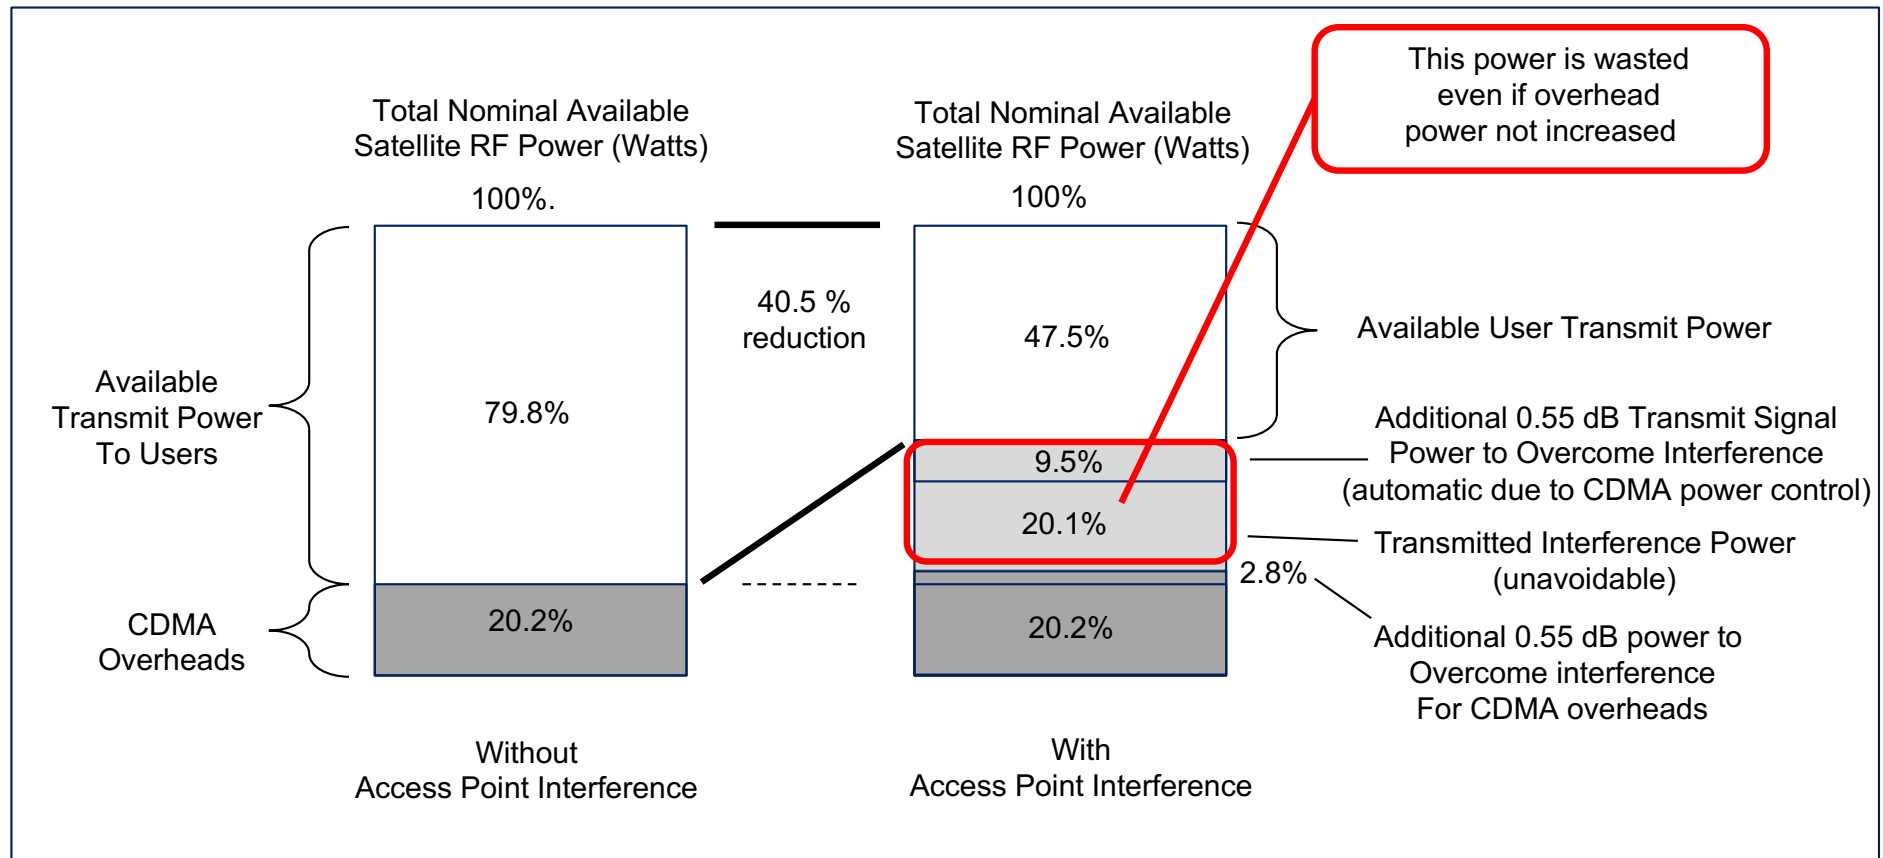 This power is wasted
even if overhead
power not increased
Total Nominal Available
Satellite RF Power (Watts)
100%.
Total Nominal Available
Satellite RF Power (Watts)
100%
40.5 %
reduction
Available
Transmit Power
To Users
79.8%
47.5%
Available User Transmit Power
9.5%
Additional 0.55 dB Transmit Signal
Power to Overcome Interference
(automatic due to CDMA power control)
20.1%
Transmitted Interference Power
(unavoidable)
2.8%
CDMA
Overheads
20.2%
20.2%
Additional 0.55 dB power to
Overcome interference
For CDMA overheads
Without
Access Point Interference
With
Access Point Interference